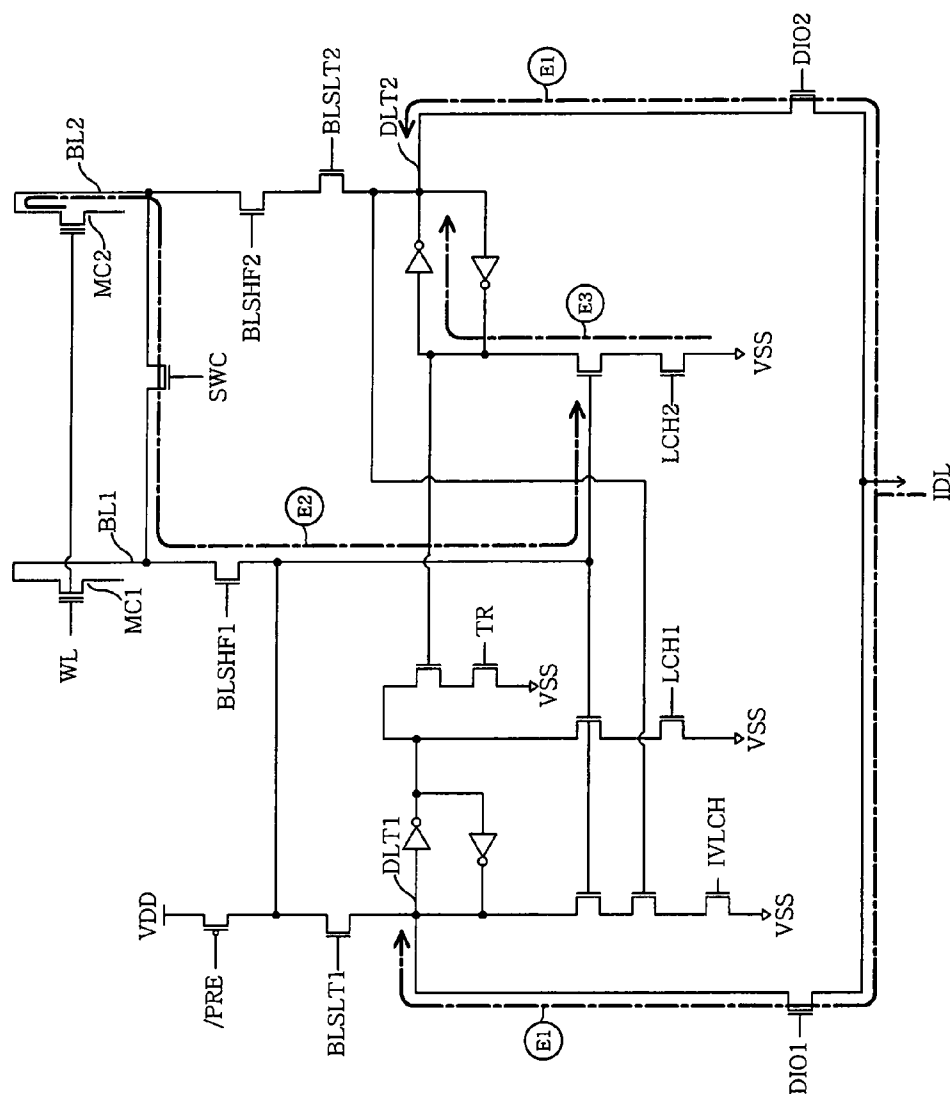 WL
MC1
BL1
MC2
BL2
SWC
BLSHF1
BLSHF2
BLSLT2
VDD
/PRE
BLSLT1
DLT1
DLT2
TR
VSS
LCH1
VSS
IVLCH
VSS
LCH2
VSS
E1
E2
E3
E1
DIO1
DIO2
IDL